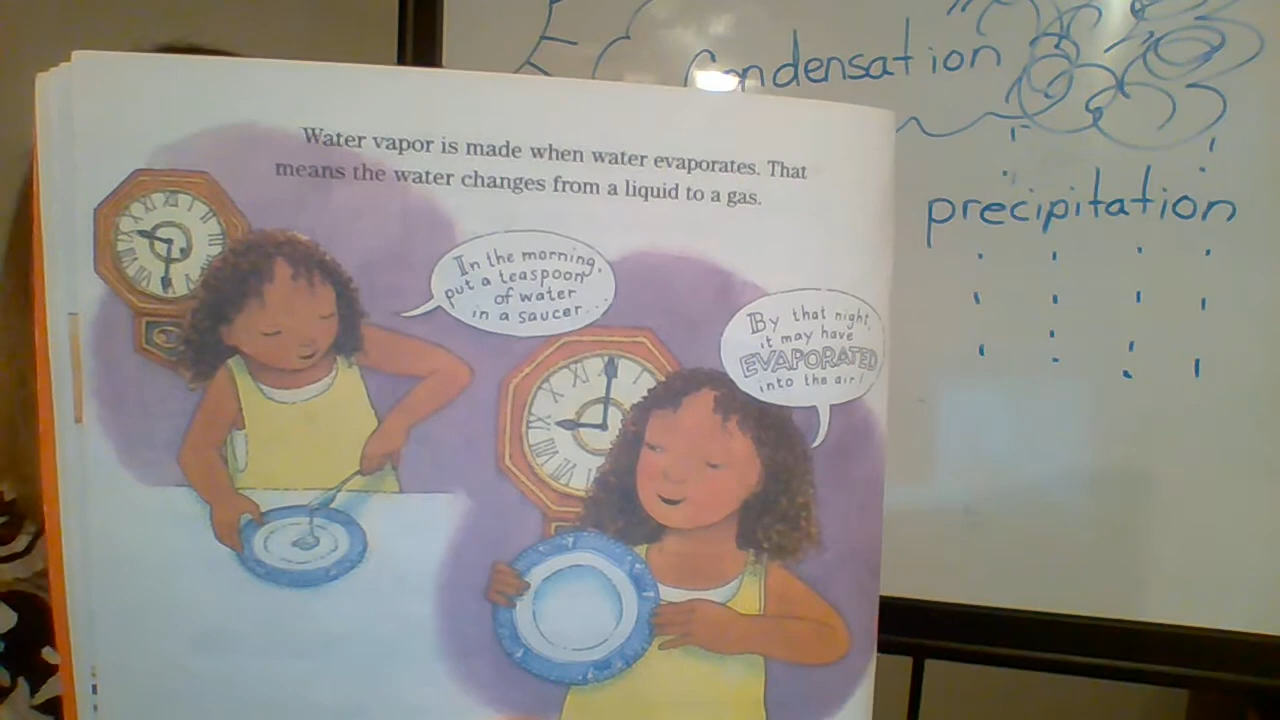 Condensation
precipitation
Water vapor is made when water evaporates. That
means the water changes from a liquid to a gas.
In the morning,
put a teaspoon
of water
in a saucer...
By that night,
it may have
EVAPORATED
into the air!